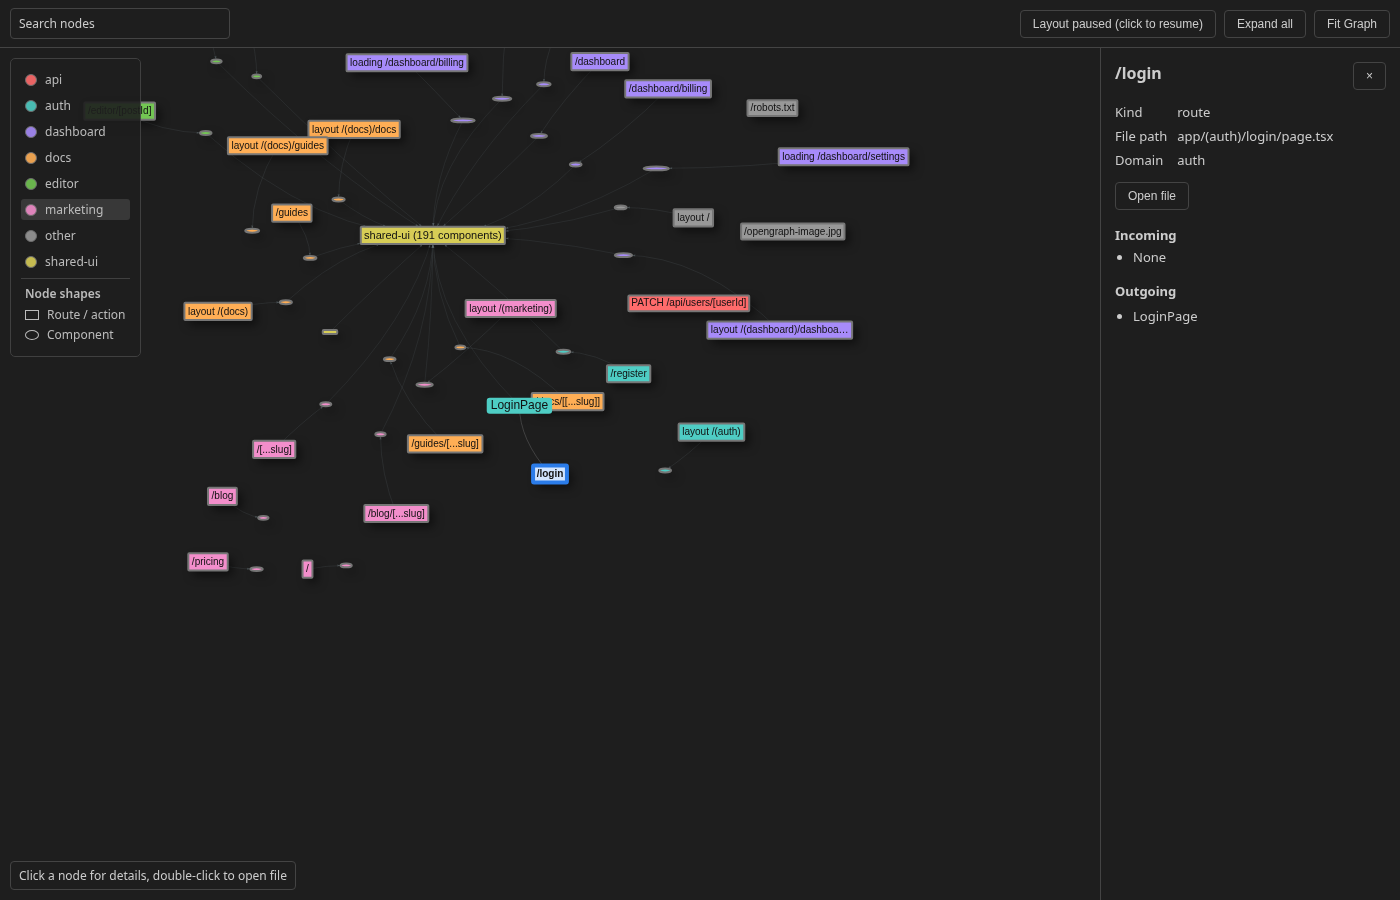 Search nodes
Layout paused (click to resume)
Expand all
Fit Graph
api
auth
dashboard
docs
editor
marketing
other
shared-ui
Node shapes
Route / action
Component
loading /dashboard/billing
/dashboard
/dashboard/billing
/robots.txt
layout /(docs)/docs
layout /(docs)/guides
loading /dashboard/settings
/guides
layout /
shared-ui (191 components)
/opengraph-image.jpg
layout /(docs)
layout /(marketing)
PATCH /api/users/[userId]
layout /(dashboard)/dashboa…
/register
LoginPage
cs/[[...slug]]
layout /(auth)
/guides/[...slug]
/[...slug]
/login
/blog
/blog/[...slug]
/pricing
/
Click a node for details, double-click to open file
/login
×
Kind route
File path app/(auth)/login/page.tsx
Domain auth
Open file
Incoming
None
Outgoing
LoginPage